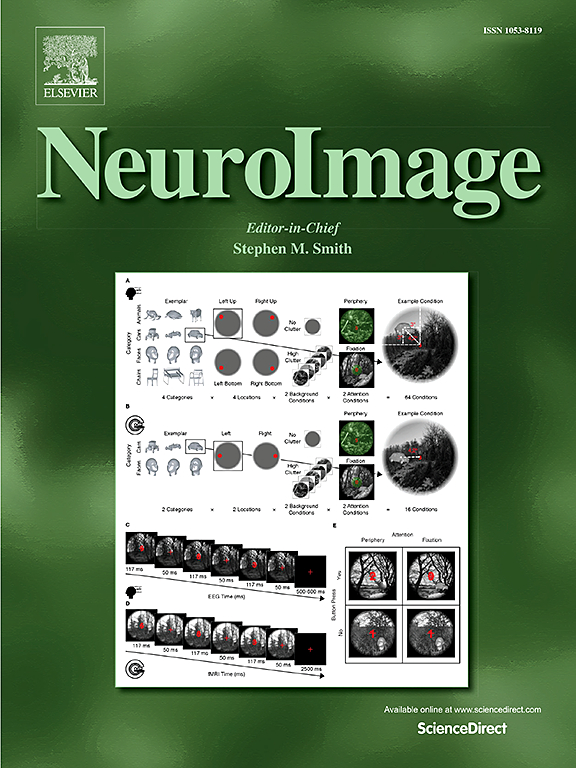 ISSN 1053-8119
ELSEVIER
NEUROIMAGE
Editor-in-Chief
Stephen M. Smith
A
Exemplar
Left Up
Right Up
Periphery
Example Condition
Category
Animals
Cars
Faces
Chairs
No
Clutter
Fixation
High
Clutter
Left Bottom
Right Bottom
4 Categories x 4 Locations x 2 Background Conditions x 2 Attention Conditions = 64 Conditions
B
Exemplar
Left
Right
Periphery
Example Condition
Category
Cars
Faces
No
Clutter
Fixation
High
Clutter
2 Categories x 2 Locations x 2 Background Conditions x 2 Attention Conditions = 16 Conditions
C
117 ms
50 ms
117 ms
50 ms
117 ms
50 ms
500-600 ms
EEG Time (ms)
D
117 ms
50 ms
117 ms
50 ms
117 ms
50 ms
2500 ms
fMRI Time (ms)
E
Attention
Periphery
Fixation
Button Press
Yes
No
Available online at www.sciencedirect.com
ScienceDirect